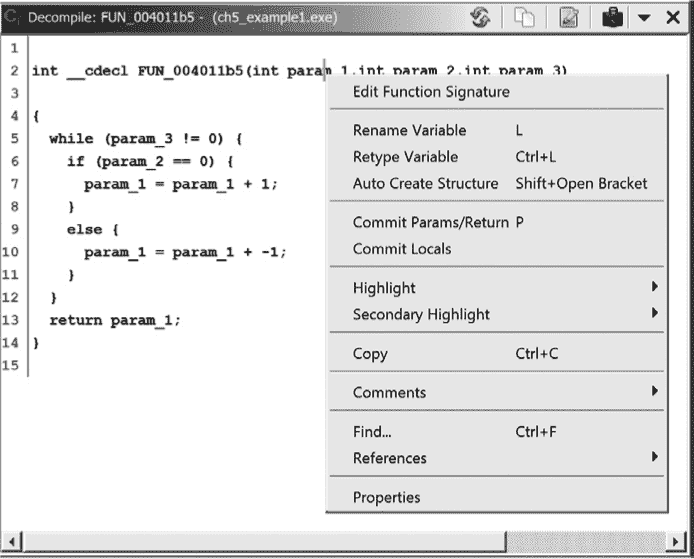 Decompile: FUN_004011b5 - (ch5_example1.exe)
1
2 int __cdecl FUN_004011b5(int param_1,int param_2,int param_3)
3
4 {
5 while (param_3 != 0) {
6 if (param_2 == 0) {
7 param_1 = param_1 + 1;
8 }
9 else {
10 param_1 = param_1 + -1;
11 }
12 }
13 return param_1;
14 }
15
Edit Function Signature
Rename Variable L
Retype Variable Ctrl+L
Auto Create Structure Shift+Open Bracket
Commit Params/Return P
Commit Locals
Highlight
Secondary Highlight
Copy Ctrl+C
Comments
Find... Ctrl+F
References
Properties